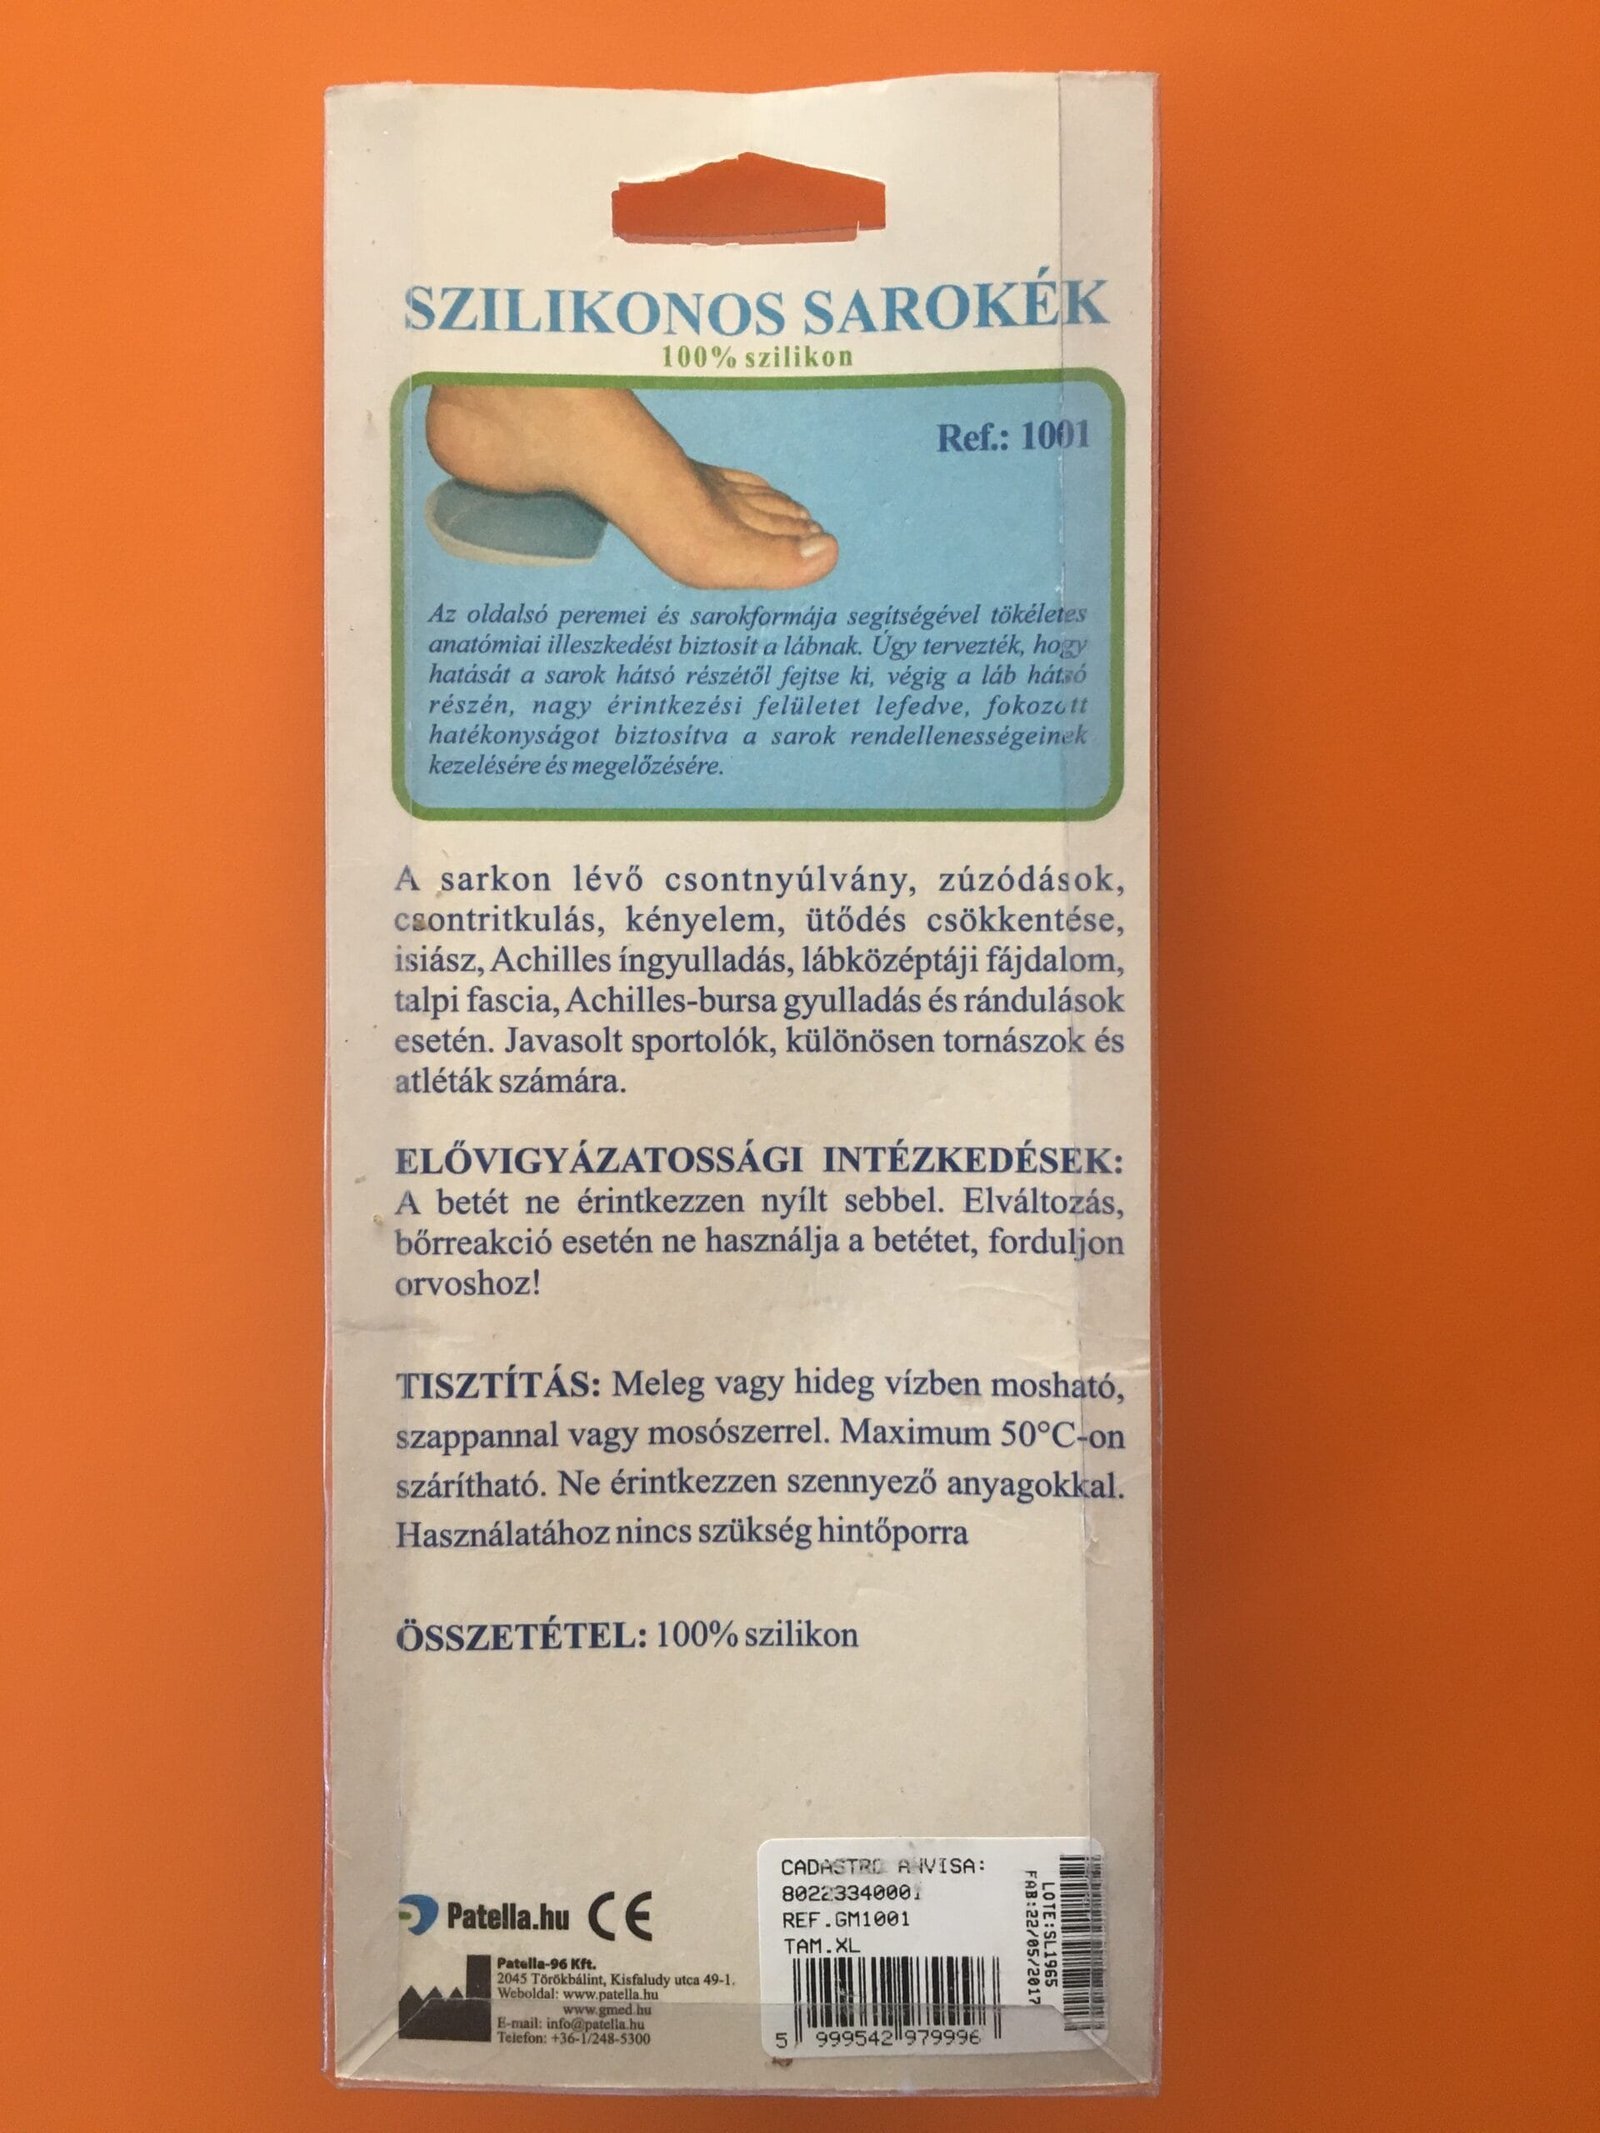 SZILIKONOS SAROKÉK
100% szilikon
Ref.: 1001
Az oldalsó peremei és sarokformája segítségével tökéletes
anatómiai illeszkedést biztosit a lábnak. Úgy tervezték, hogy
hatását a sarok hátsó részétől fejtse ki, végig a láb hátsó
részén, nagy érintkezési felületet lefedve, fokozott
hatékonyságot biztosítva a sarok rendellenességeinek
kezelésére és megelőzésére.
A sarkon lévő csontnyúlvány, zúzódások,
csontritkulás, kényelem, ütődés csökkentése,
isiász, Achilles íngyulladás, lábközéptáji fájdalom,
talpi fascia, Achilles-bursa gyulladás és rándulások
esetén. Javasolt sportolók, különösen tornászok és
atléták számára.
ELŐVIGYÁZATOSSÁGI INTÉZKEDÉSEK:
A betét ne érintkezzen nyílt sebbel. Elváltozás,
bőrreakció esetén ne használja a betétet, forduljon
orvoshoz!
TISZTÍTÁS: Meleg vagy hideg vízben mosható,
szappannal vagy mosószerrel. Maximum 50°C-on
szárítható. Ne érintkezzen szennyező anyagokkal.
Használatához nincs szükség hintőporra
ÖSSZETÉTEL: 100% szilikon
Patella.hu CE
Patella-96 Kft.
2045 Törökbálint, Kisfaludy utca 49-1.
Weboldal: www.patella.hu
www.gmed.hu
E-mail: info@patella.hu
Telefon: +36-1/248-5300
CADASTRO ANVISA:
80223340001
REF.GM1001
TAM.XL
5 999542 979996
LOTE:SL1965
FAB:22/05/2017